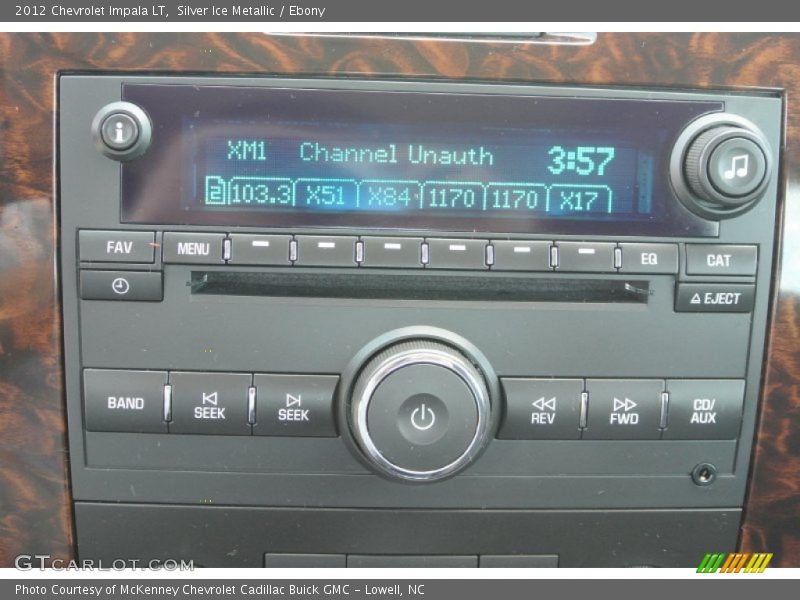 2012 Chevrolet Impala LT, Silver Ice Metallic / Ebony
XM1 Channel Unauth 3:57
2 103.3 X51 X84 1170 1170 X17
FAV MENU EQ CAT
EJECT
BAND SEEK SEEK REV FWD CD/AUX
GTCARLOT.COM
Photo Courtesy of McKenney Chevrolet Cadillac Buick GMC - Lowell, NC